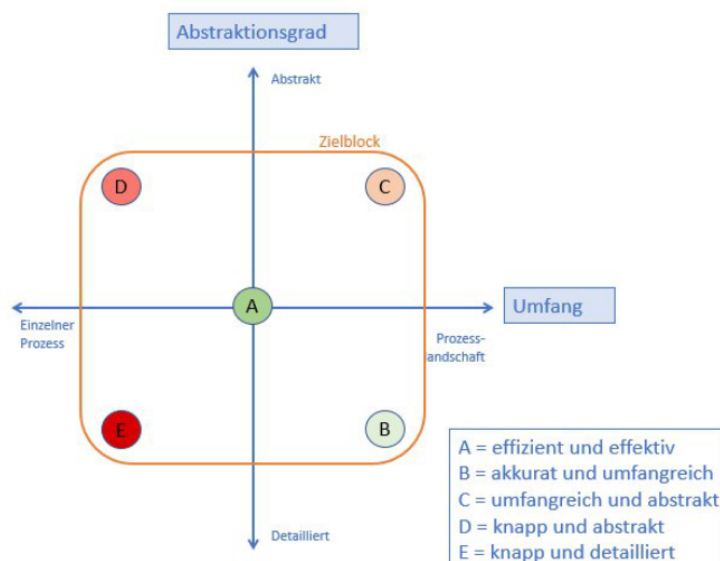 Abstraktionsgrad
Abstrakt
Zielblock
D
C
A
Umfang
Einzelner
Prozess
Prozess-
landschaft
E
B
A = effizient und effektiv
B = akkurat und umfangreich
C = umfangreich und abstrakt
D = knapp und abstrakt
E = knapp und detailliert
Detailliert